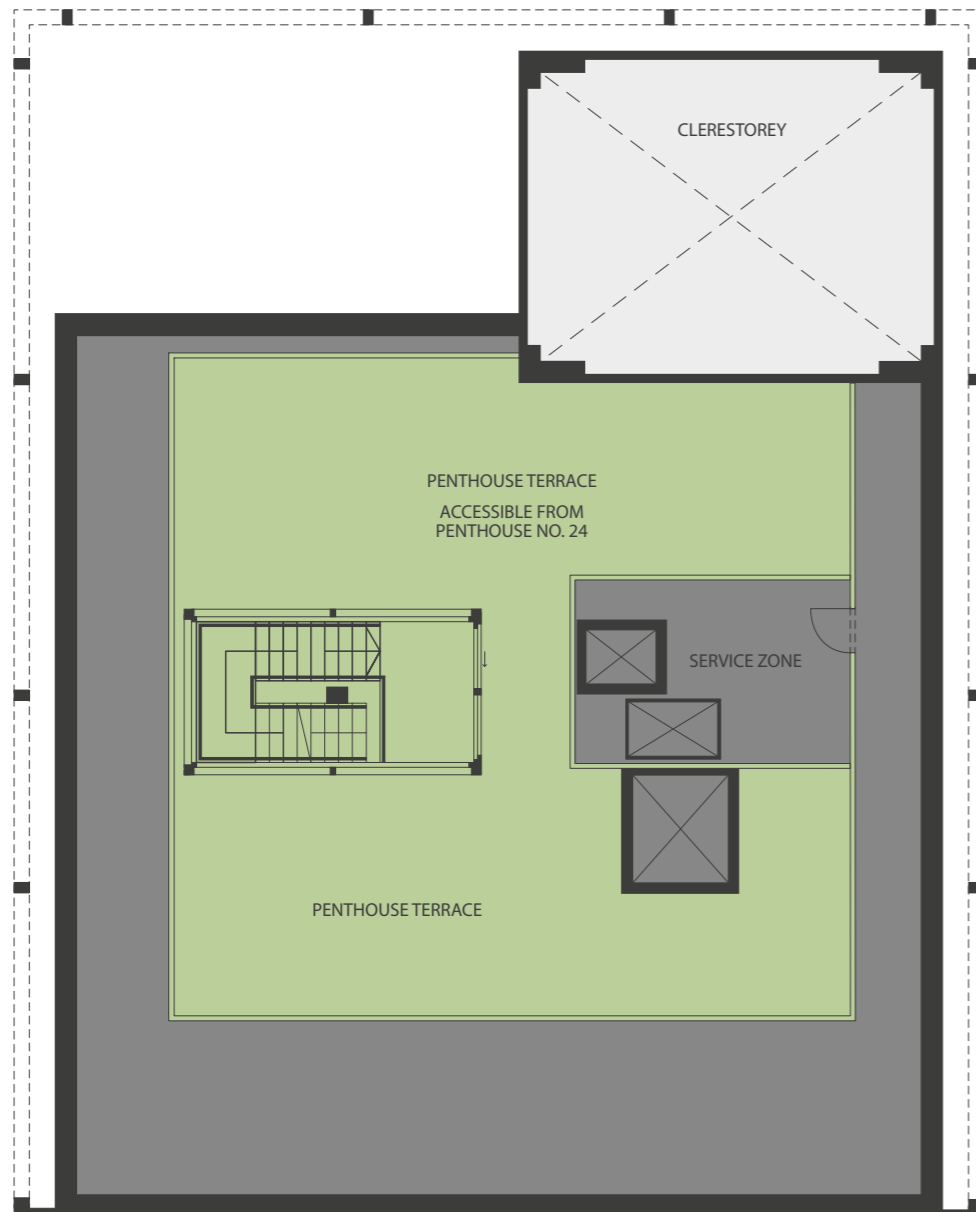 CLERESTOREY
PENTHOUSE TERRACE
ACCESSIBLE FROM
PENTHOUSE NO. 24
SERVICE ZONE
PENTHOUSE TERRACE